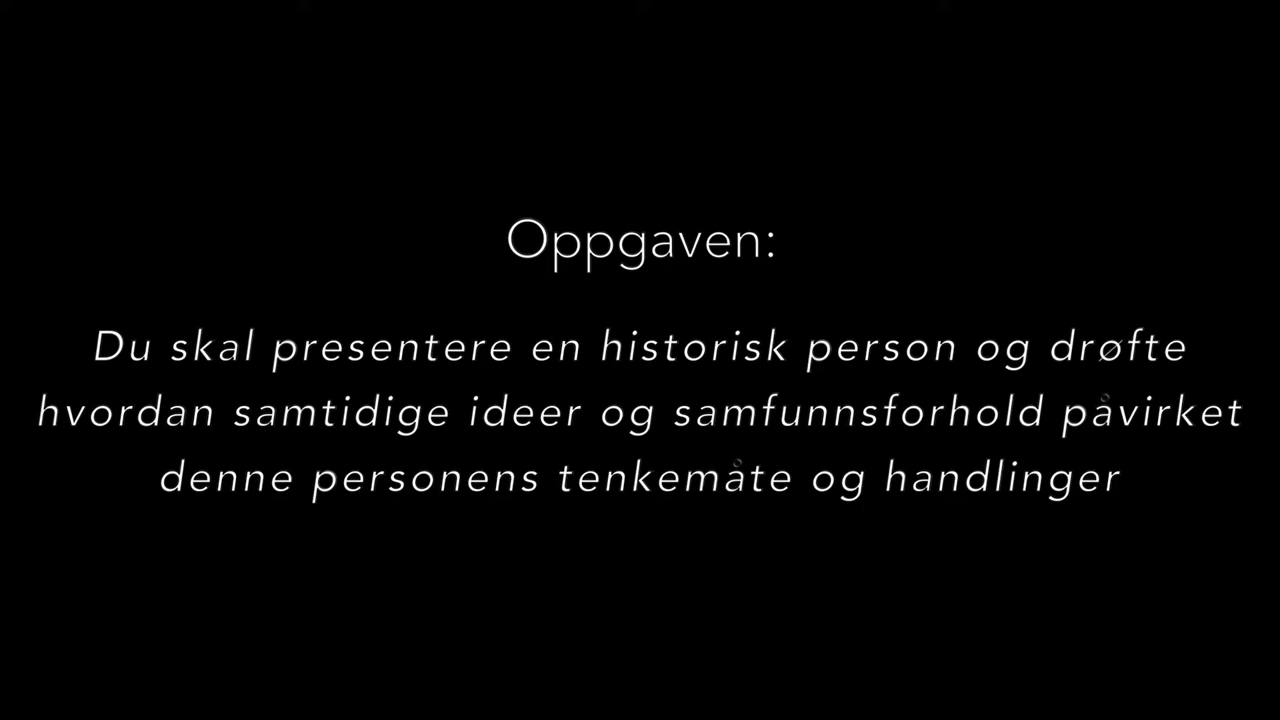 Oppgaven:
Du skal presentere en historisk person og drøfte
hvordan samtidige ideer og samfunnsforhold påvirket
denne personens tenkemåte og handlinger